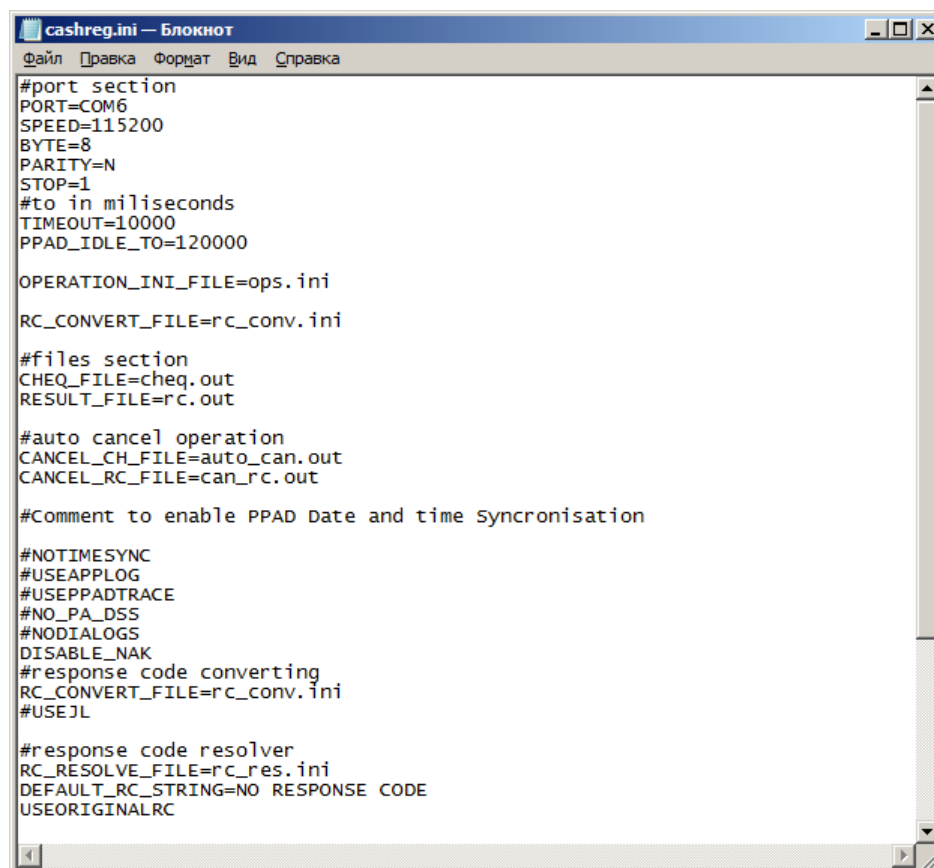 cashreg.ini — Блокнот
Файл Правка Формат Вид Справка
#port section
PORT=COM6
SPEED=115200
BYTE=8
PARITY=N
STOP=1
#to in miliseconds
TIMEOUT=10000
PPAD_IDLE_TO=120000
OPERATION_INI_FILE=ops.ini
RC_CONVERT_FILE=rc_conv.ini
#files section
CHEQ_FILE=cheq.out
RESULT_FILE=rc.out
#auto cancel operation
CANCEL_CH_FILE=auto_can.out
CANCEL_RC_FILE=can_rc.out
#Comment to enable PPAD Date and time Syncronisation
#NOTIMESYNC
#USEAPPLOG
#USEPPADTRACE
#NO_PA_DSS
#NODIALOGS
DISABLE_NAK
#response code converting
RC_CONVERT_FILE=rc_conv.ini
#USEJL
#response code resolver
RC_RESOLVE_FILE=rc_res.ini
DEFAULT_RC_STRING=NO RESPONSE CODE
USEORIGINALRC